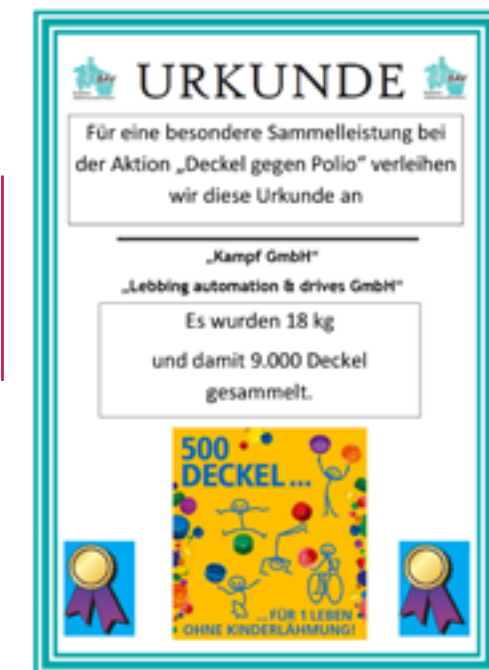 URKUNDE
Für eine besondere Sammelleistung bei
der Aktion „Deckel gegen Polio“ verleihen
wir diese Urkunde an
„Kampf GmbH“
„Lebbing automation & drives GmbH“
Es wurden 18 kg
und damit 9.000 Deckel
gesammelt.
500
DECKEL...
...FÜR 1 LEBEN
OHNE KINDERLÄHMUNG!